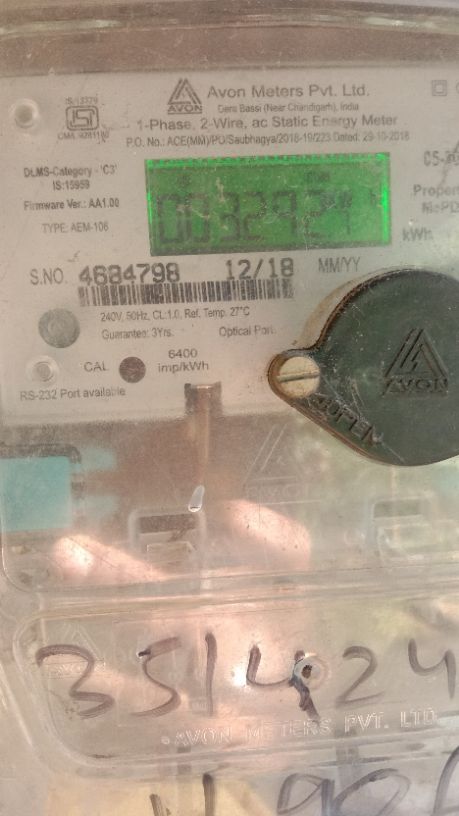 IS:13779
AVON
Avon Meters Pvt. Ltd.
Dera Bassi (Near Chandigarh), India
1-Phase, 2-Wire, ac Static Energy Meter
P.O. No.: ACE(MM)/PO/Saubhagya/2018-19/223 Dated: 29-10-2018
DLMS-Category - 'C3'
IS:15959
Firmware Ver.: AA1.00
TYPE: AEM-106
kWh
S.NO. 4684798 12/18 MM/YY
240V, 50Hz, CL:1.0, Ref. Temp. 27°C
Guarantee: 3Yrs. Optical Port
CAL 6400
imp/kWh
RS-232 Port available
AVON
OPEN
351424
AVON METERS PVT. LTD.